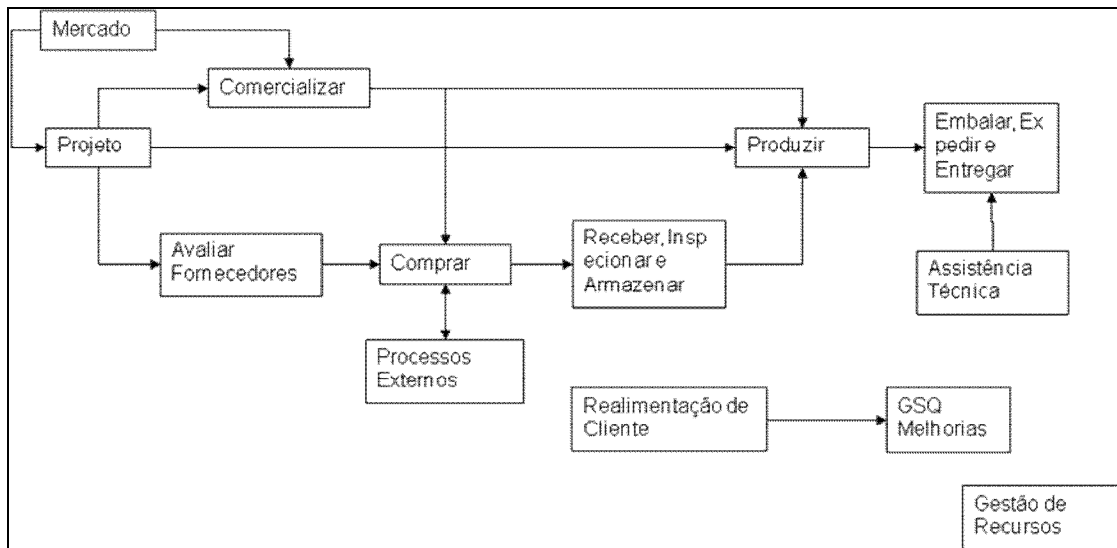 Mercado
Comercializar
Projeto
Produzir
Embalar, Ex
pedir e
Entregar
Avaliar
Fornecedores
Comprar
Receber, Insp
ecionar e
Armazenar
Assistência
Técnica
Processos
Externos
Realimentação de
Cliente
GSQ
Melhorias
Gestão de
Recursos